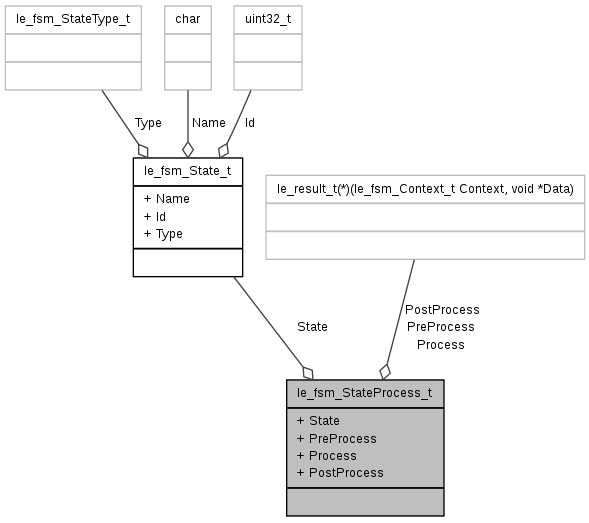 le_fsm_StateType_t
char
uint32_t
Type
Name
Id
le_fsm_State_t
+ Name
+ Id
+ Type
le_result_t(*)(le_fsm_Context_t Context, void *Data)
State
PostProcess
PreProcess
Process
le_fsm_StateProcess_t
+ State
+ PreProcess
+ Process
+ PostProcess